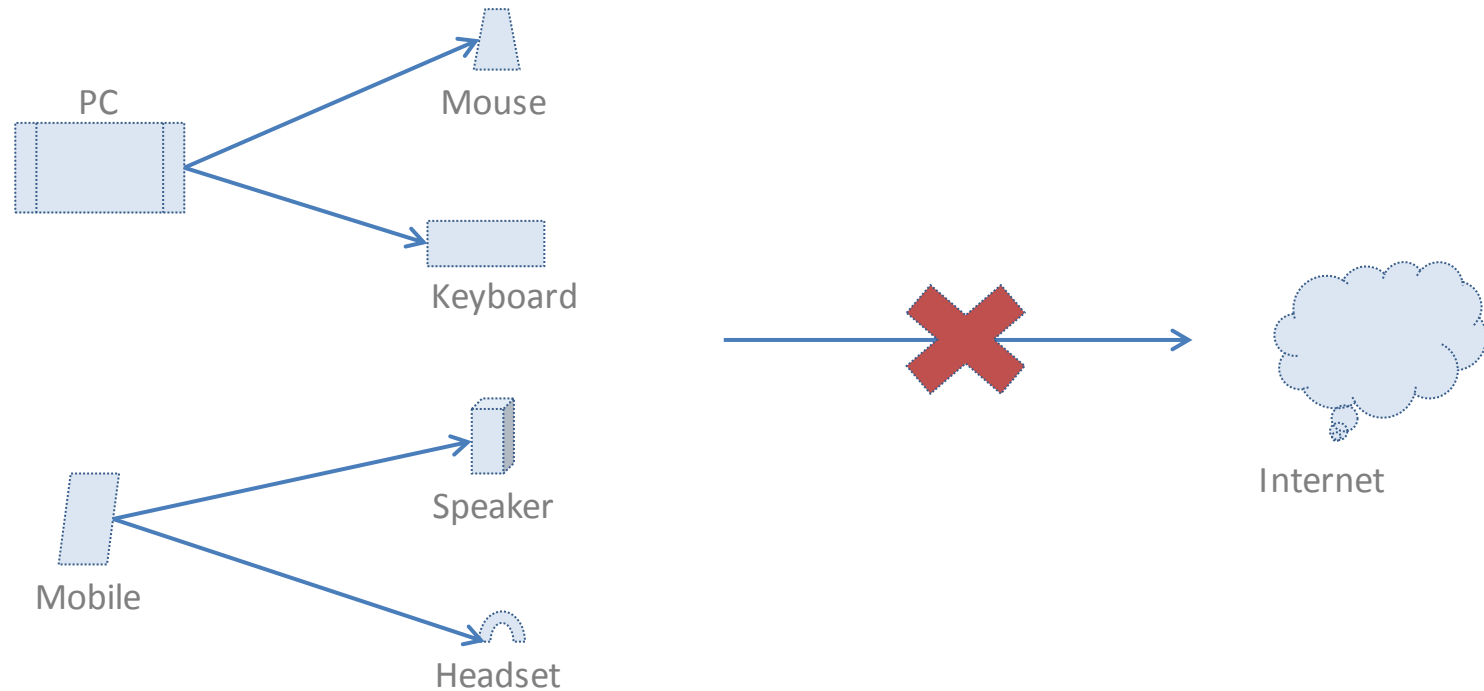 PC
Mouse
Keyboard
Speaker
Mobile
Headset
Internet